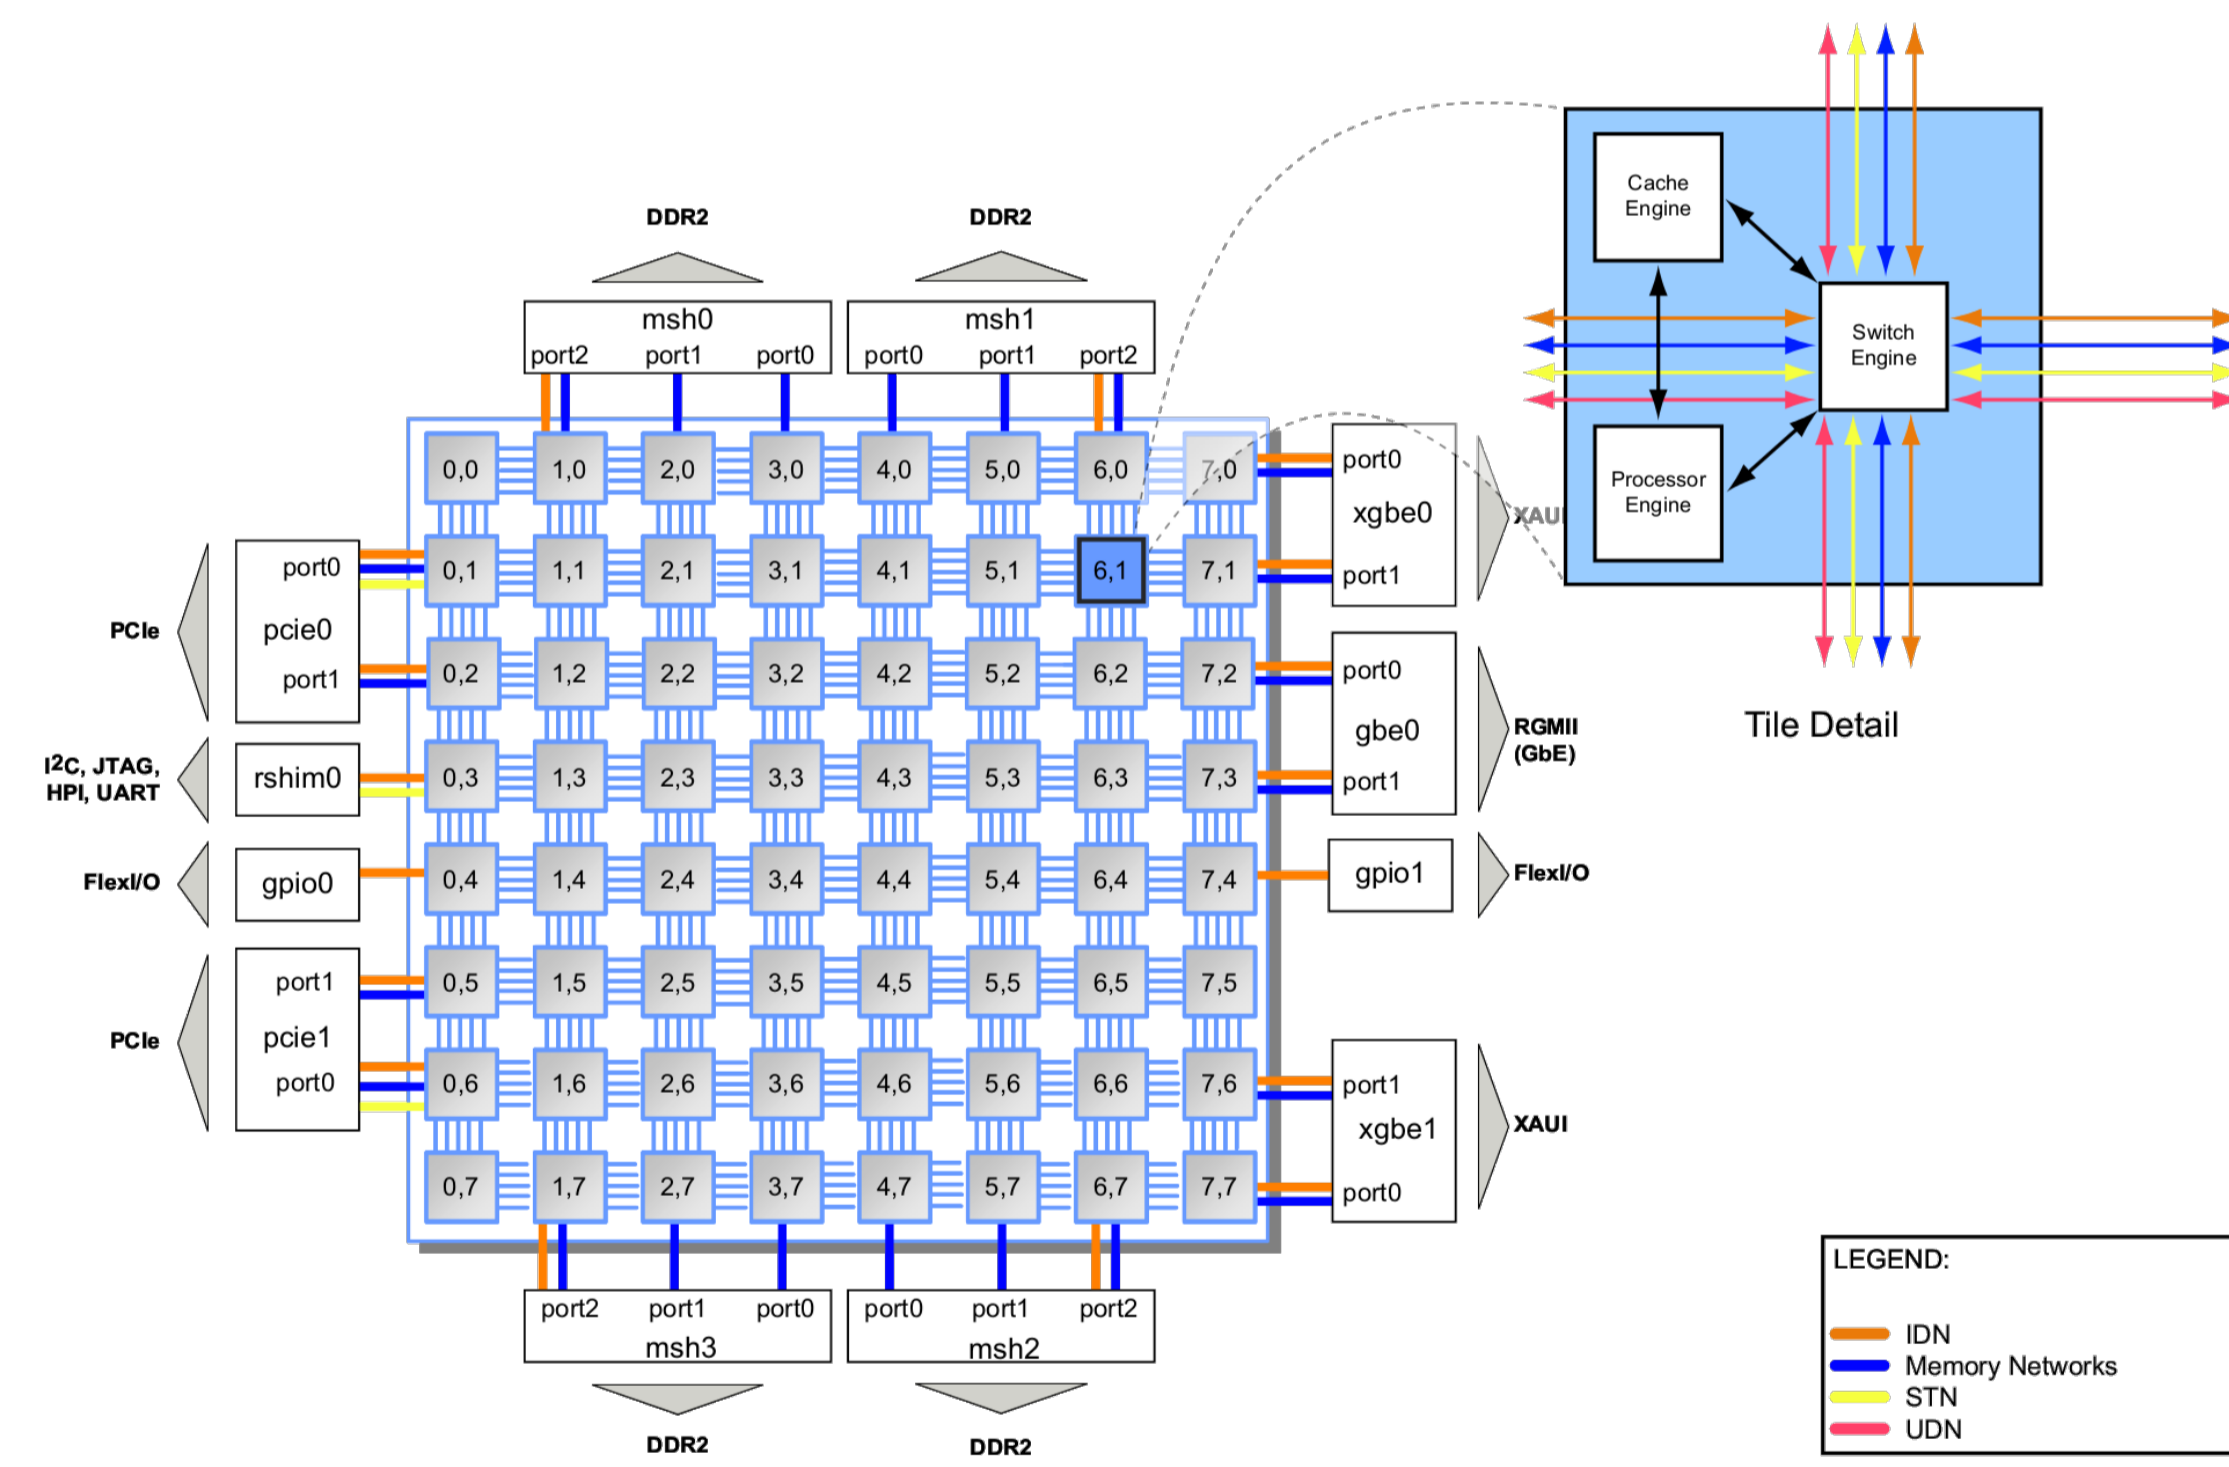 DDR2
DDR2
msh0
port2
port1
port0
msh1
port0
port1
port2
Cache
Engine
Switch
Engine
Processor
Engine
Tile Detail
0,0
1,0
2,0
3,0
4,0
5,0
6,0
7,0
port0
xgbe0
port1
XAUI
PCIe
port0
pcie0
port1
0,1
1,1
2,1
3,1
4,1
5,1
6,1
7,1
0,2
1,2
2,2
3,2
4,2
5,2
6,2
7,2
port0
gbe0
port1
RGMII
(GbE)
I²C, JTAG,
HPI, UART
rshim0
0,3
1,3
2,3
3,3
4,3
5,3
6,3
7,3
FlexI/O
gpio0
0,4
1,4
2,4
3,4
4,4
5,4
6,4
7,4
gpio1
FlexI/O
PCIe
port1
pcie1
port0
0,5
1,5
2,5
3,5
4,5
5,5
6,5
7,5
0,6
1,6
2,6
3,6
4,6
5,6
6,6
7,6
port1
xgbe1
port0
XAUI
0,7
1,7
2,7
3,7
4,7
5,7
6,7
7,7
port2
port1
port0
msh3
port0
port1
port2
msh2
DDR2
DDR2
LEGEND:
IDN
Memory Networks
STN
UDN